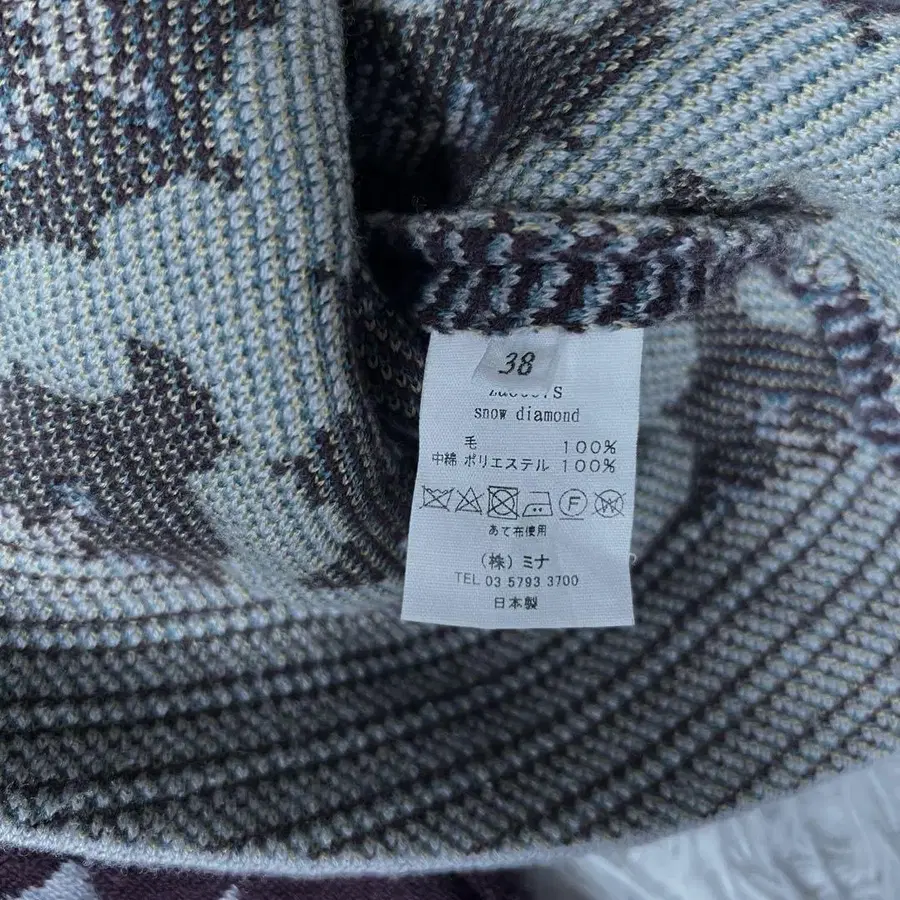 38
snow diamond
毛 100%
中綿 ポリエステル 100%
F W
あて布使用
(株) ミナ
TEL 03 5793 3700
日本製